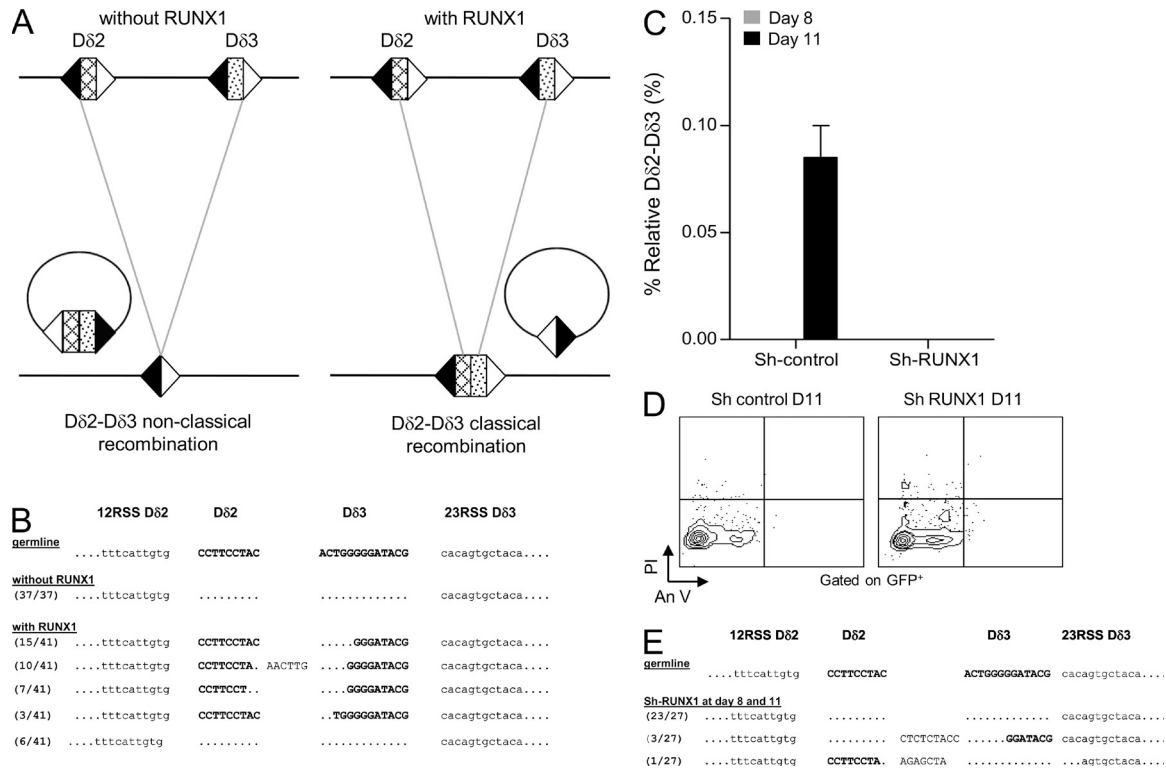 A
without RUNX1
with RUNX1
Dδ2 Dδ3
Dδ2 Dδ3
Dδ2-Dδ3 non-classical
recombination
Dδ2-Dδ3 classical
recombination
B
12RSS Dδ2 Dδ2 Dδ3 23RSS Dδ3
germline
....tttcattgtg CCTTCCTAC ACTGGGGGATACG cacagtgctaca....
without RUNX1
(37/37) ....tttcattgtg ......... ............. cacagtgctaca....
with RUNX1
(15/41) ....tttcattgtg CCTTCCTAC .....GGGATACG cacagtgctaca....
(10/41) ....tttcattgtg CCTTCCTA. AACTTG ....GGGGATACG cacagtgctaca....
(7/41) ....tttcattgtg CCTTCCT.. ....GGGGATACG cacagtgctaca....
(3/41) ....tttcattgtg CCTTCCTAC ..TGGGGGATACG cacagtgctaca....
(6/41) ....tttcattgtg ......... ............. cacagtgctaca....
C
Day 8
Day 11
% Relative Dδ2-Dδ3 (%)
0.15
0.10
0.05
0.00
Sh-control Sh-RUNX1
D
Sh control D11 Sh RUNX1 D11
PI
An V
Gated on GFP⁺
E
12RSS Dδ2 Dδ2 Dδ3 23RSS Dδ3
germline
....tttcattgtg CCTTCCTAC ACTGGGGGATACG cacagtgctaca....
Sh-RUNX1 at day 8 and 11
(23/27) ....tttcattgtg ......... ............. cacagtgctaca....
(3/27) ....tttcattgtg ......... CTCTCTACC ......GGATACG cacagtgctaca....
(1/27) ....tttcattgtg CCTTCCTA. AGAGCTA ............. ...agtgctaca....